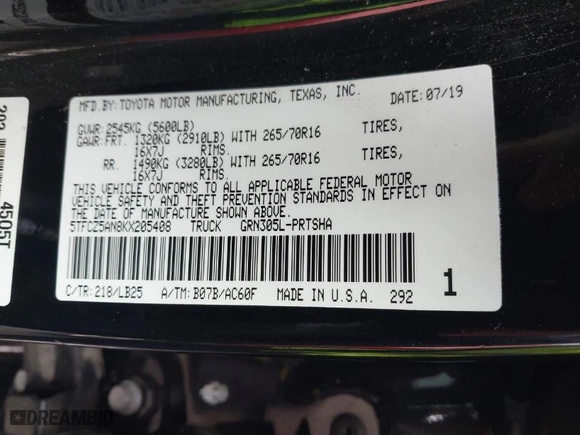 MFD.BY: TOYOTA MOTOR MANUFACTURING, TEXAS, INC. DATE: 07/19
GVWR: 2545KG (5600LB)
GAWR: FRT. 1320KG (2910LB) WITH 265/70R16 TIRES,
16X7J RIMS.
RR. 1490KG (3280LB) WITH 265/70R16 TIRES,
16X7J RIMS.
THIS VEHICLE CONFORMS TO ALL APPLICABLE FEDERAL MOTOR
VEHICLE SAFETY AND THEFT PREVENTION STANDARDS IN EFFECT ON
THE DATE OF MANUFACTURE SHOWN ABOVE.
5TFCZ5AN8KX205408 TRUCK GRN305L-PRTSHA
C/TR: 218/LB25 A/TM: B07B/AC60F MADE IN U.S.A. 292
1
4505T
DREAMBID